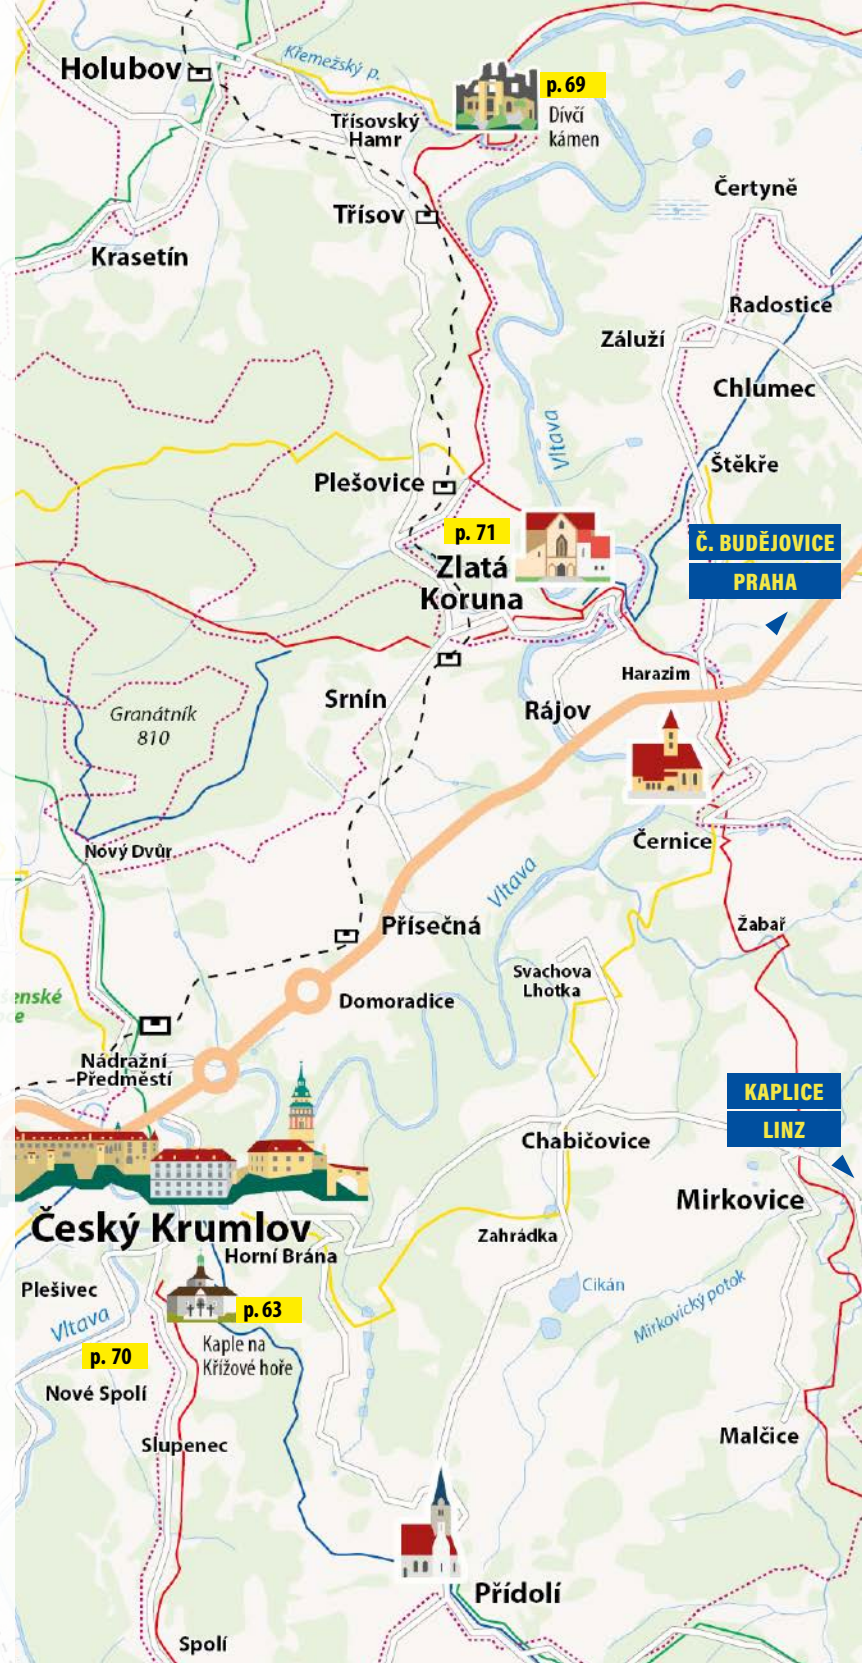 Křemežský p.
Holubov
p. 69
Dívčí
kámen
Třísovský
Hamr
Čertyně
Třísov
Krasetín
Radostice
Záluží
Chlumec
Vltava
Štěkře
Plešovice
p. 71
Č. BUDĚJOVICE
PRAHA
Zlatá
Koruna
Harazim
Srnín
Rájov
Granátník
810
Černice
Nový Dvůr
Vltava
Přísečná
Žabař
Svachova
Lhotka
enské
ce
Domoradice
Nádražní
Předměstí
KAPLICE
LINZ
Chabičovice
Mirkovice
Český Krumlov
Zahrádka
Horní Brána
Plešivec
Cikán
Mirkovický potok
p. 63
Vltava
Kaple na
Křížové hoře
p. 70
Nové Spolí
Malčice
Slupenec
Přídolí
Spolí